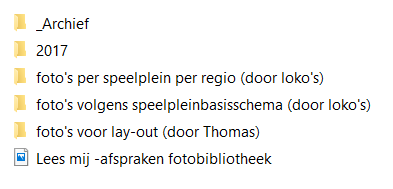 _Archief
2017
foto's per speelplein per regio (door loko's)
foto's volgens speelpleinbasisschema (door loko's)
foto's voor lay-out (door Thomas)
Lees mij -afspraken fotobibliotheek